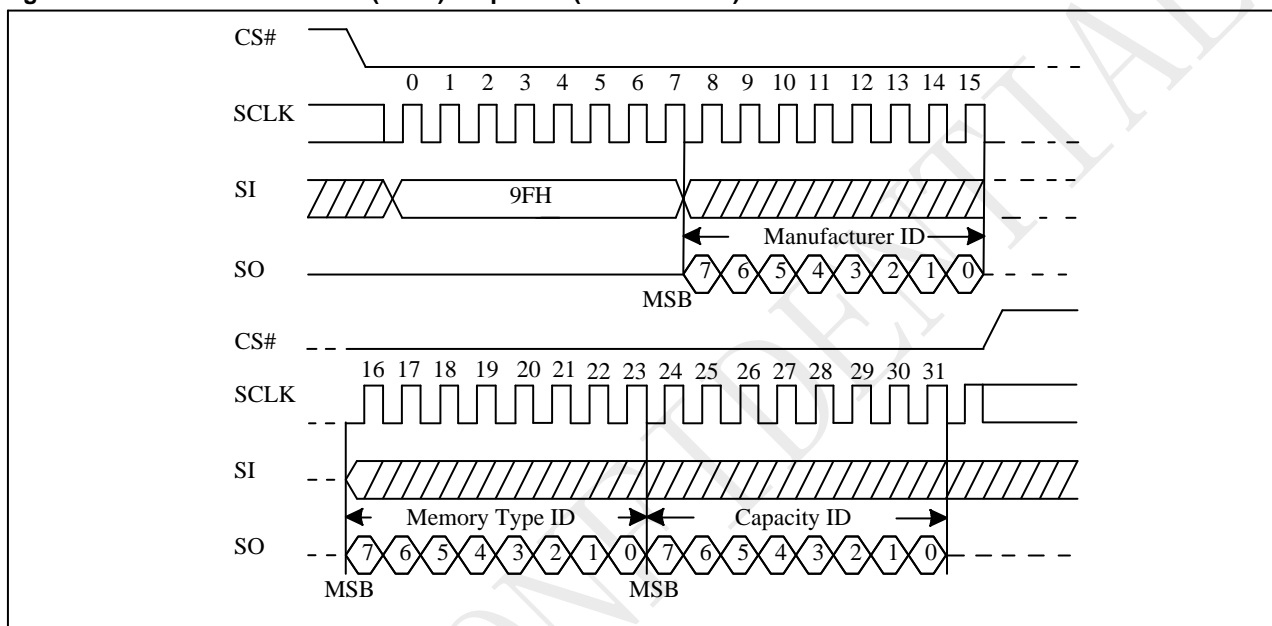 CS#
0 1 2 3 4 5 6 7 8 9 10 11 12 13 14 15
SCLK
SI
9FH
Manufacturer ID
SO
7 6 5 4 3 2 1 0
MSB
CS#
16 17 18 19 20 21 22 23 24 25 26 27 28 29 30 31
SCLK
SI
Memory Type ID Capacity ID
SO
7 6 5 4 3 2 1 0 7 6 5 4 3 2 1 0
MSB MSB